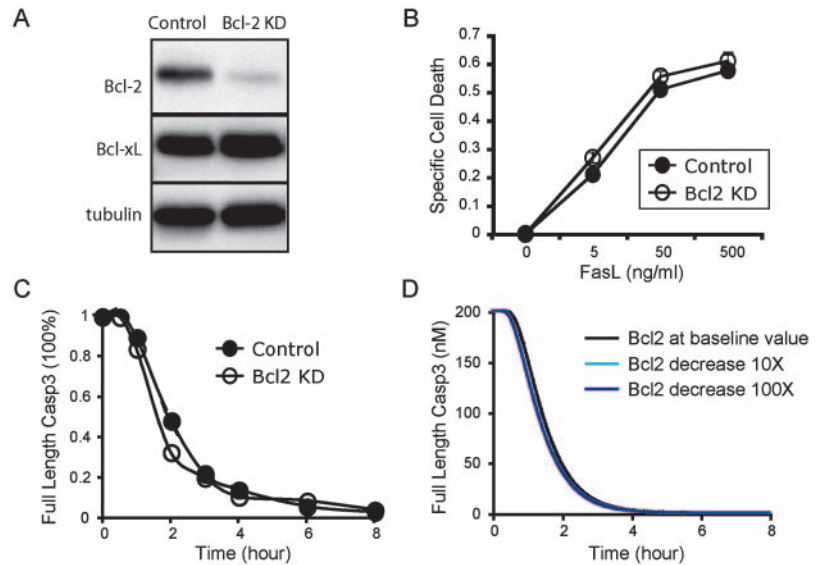 A
Control Bcl-2 KD
Bcl-2
Bcl-xL
tubulin
B
Specific Cell Death
0.7
0.6
0.5
0.4
0.3
0.2
0.1
0
0 5 50 500
FasL (ng/ml)
Control
Bcl2 KD
C
Full Length Casp3 (100%)
1
0.8
0.6
0.4
0.2
0
0 2 4 6 8
Time (hour)
Control
Bcl2 KD
D
Full Length Casp3 (nM)
200
150
100
50
0
0 2 4 6 8
Time (hour)
Bcl2 at baseline value
Bcl2 decrease 10X
Bcl2 decrease 100X